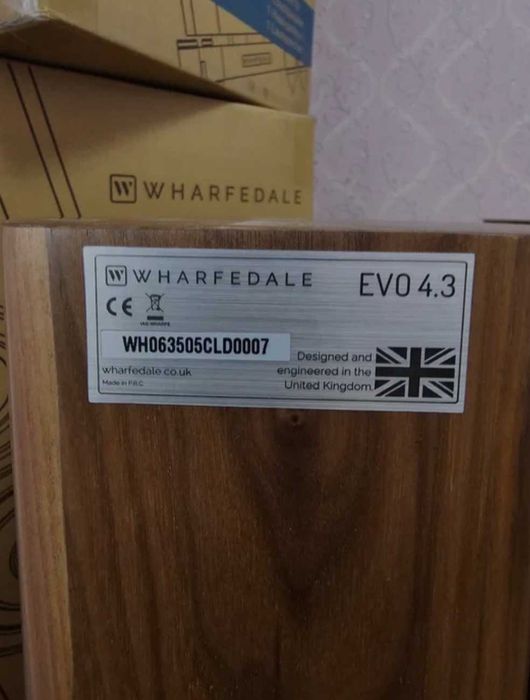 W WHARFEDALE
W WHARFEDALE EVO 4.3
CE
WH063505CLD0007
wharfedale.co.uk
Made in P.R.C
Designed and
engineered in the
United Kingdom